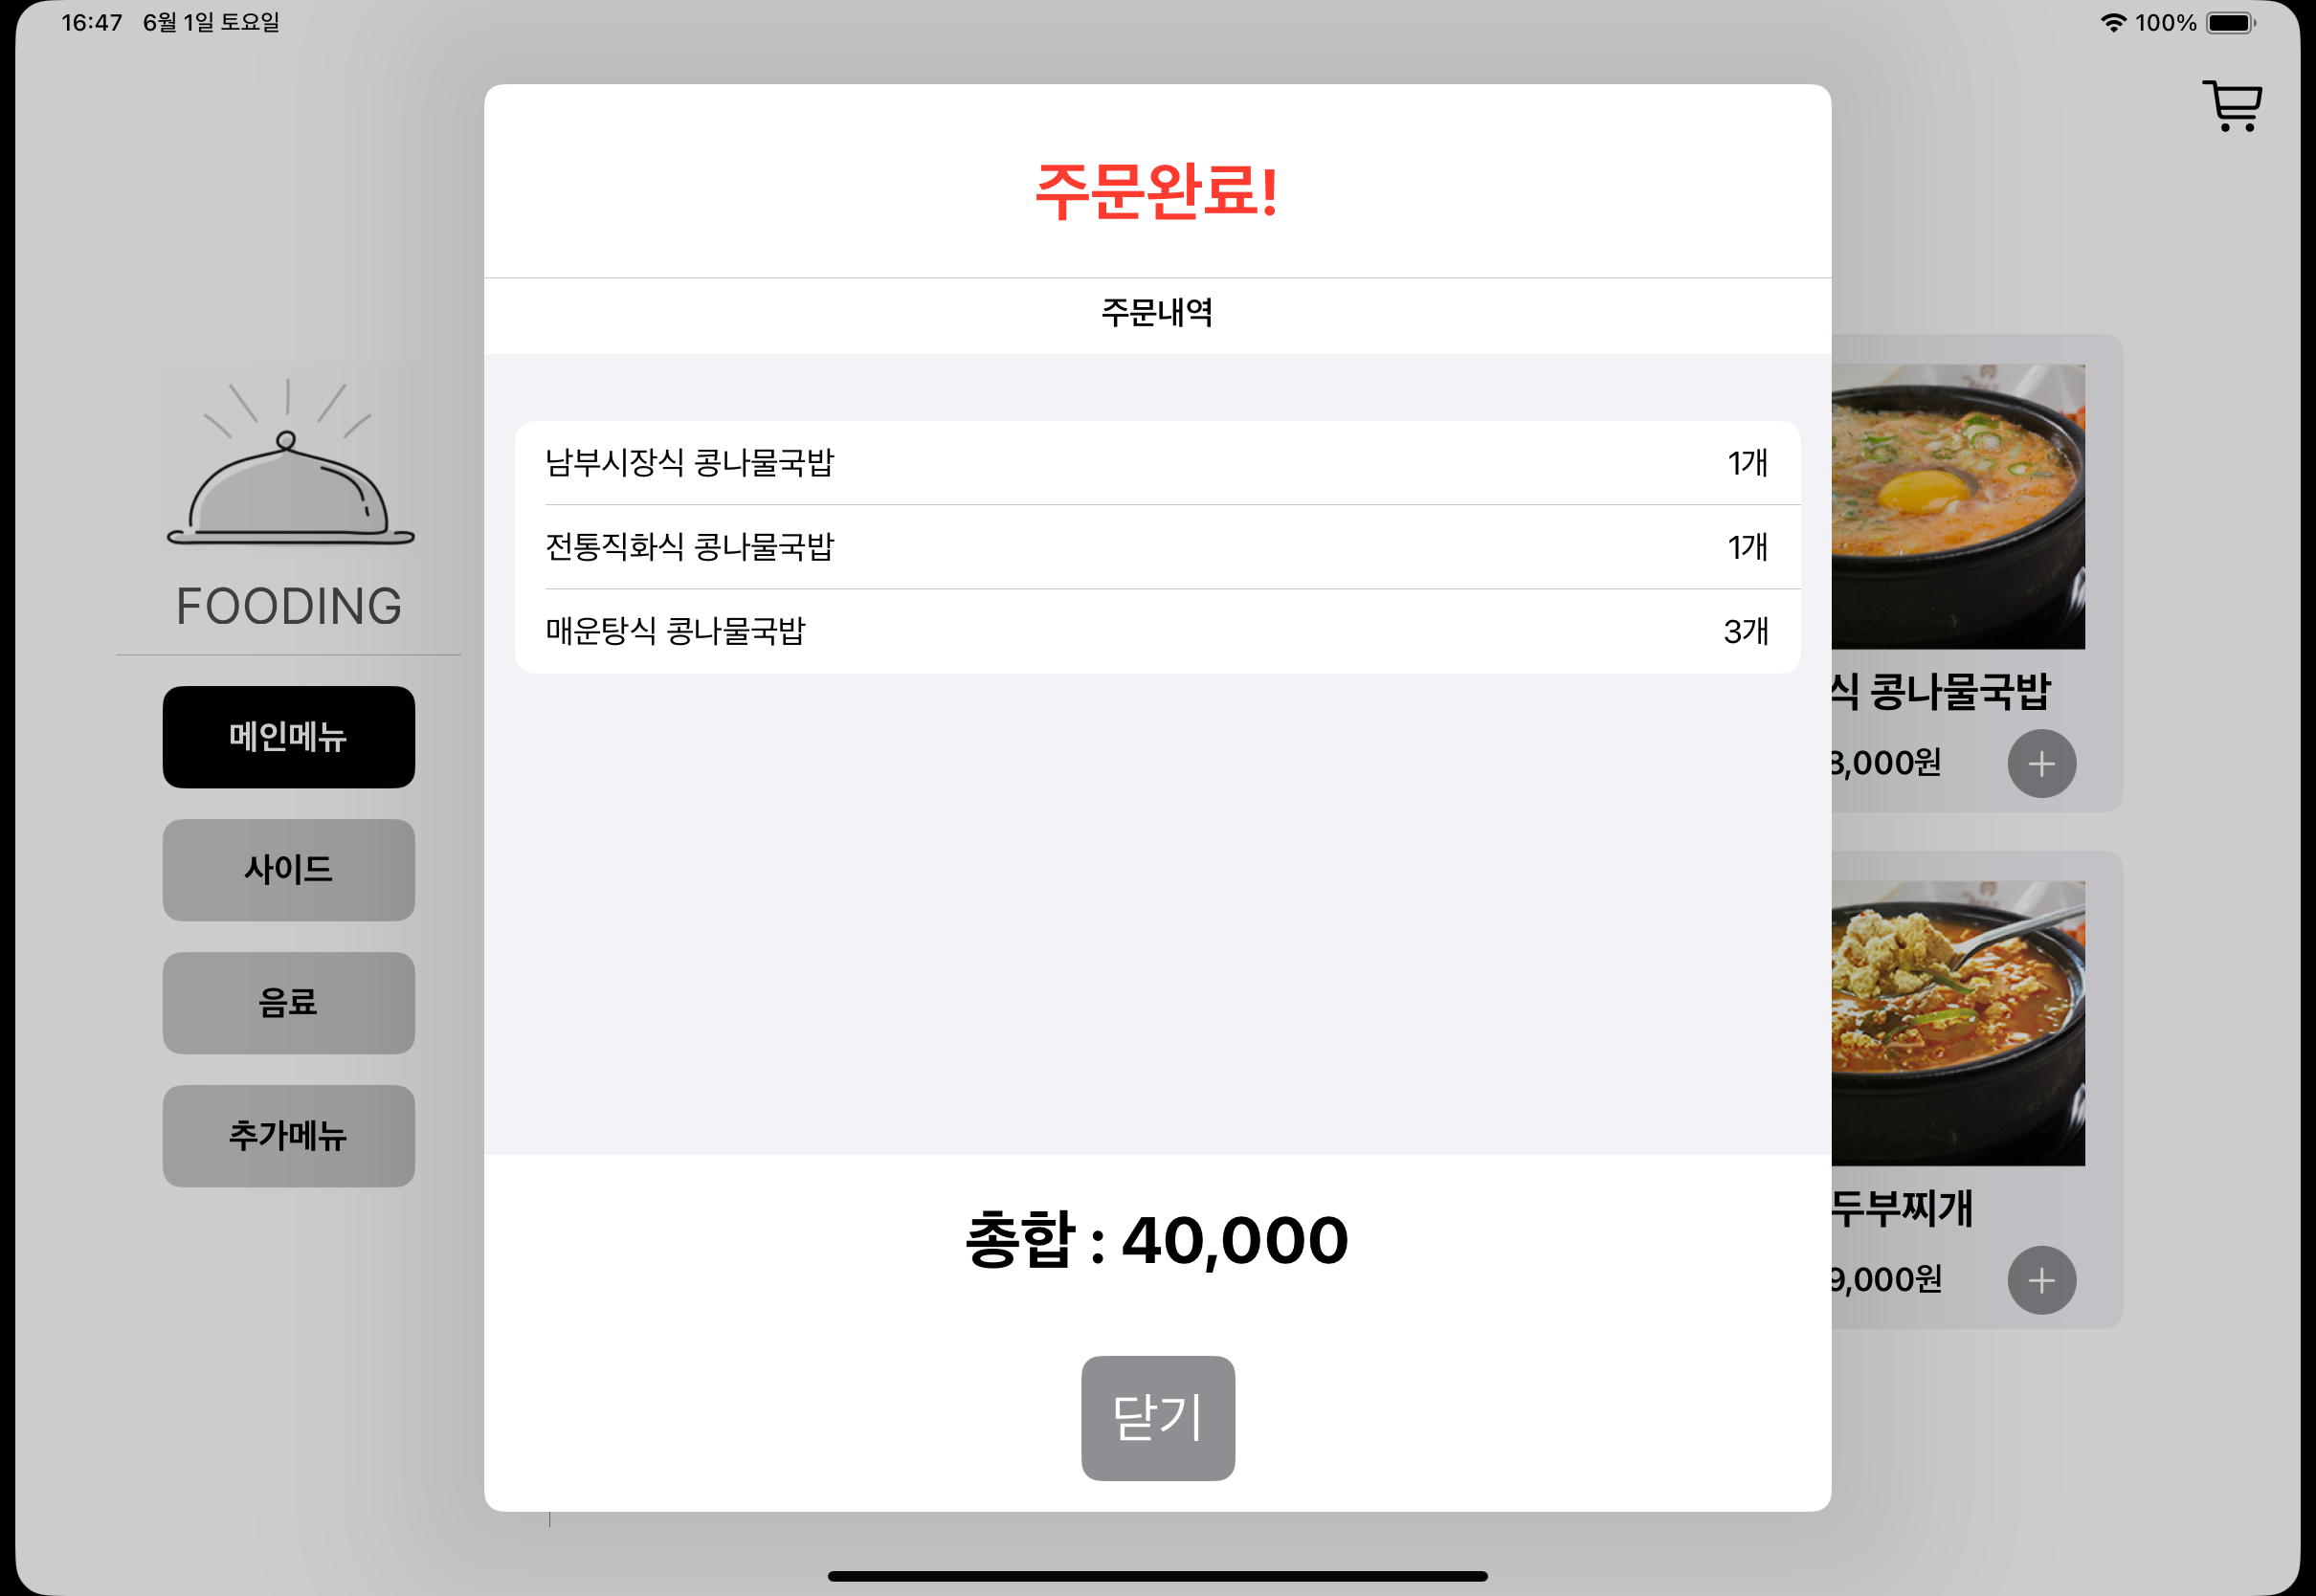 16:47 6월 1일 토요일
100%
주문완료!
주문내역
남부시장식 콩나물국밥 1개
전통직화식 콩나물국밥 1개
매운탕식 콩나물국밥 3개
총합 : 40,000
닫기
FOODING
메인메뉴
사이드
음료
추가메뉴
식 콩나물국밥
8,000원
두부찌개
9,000원